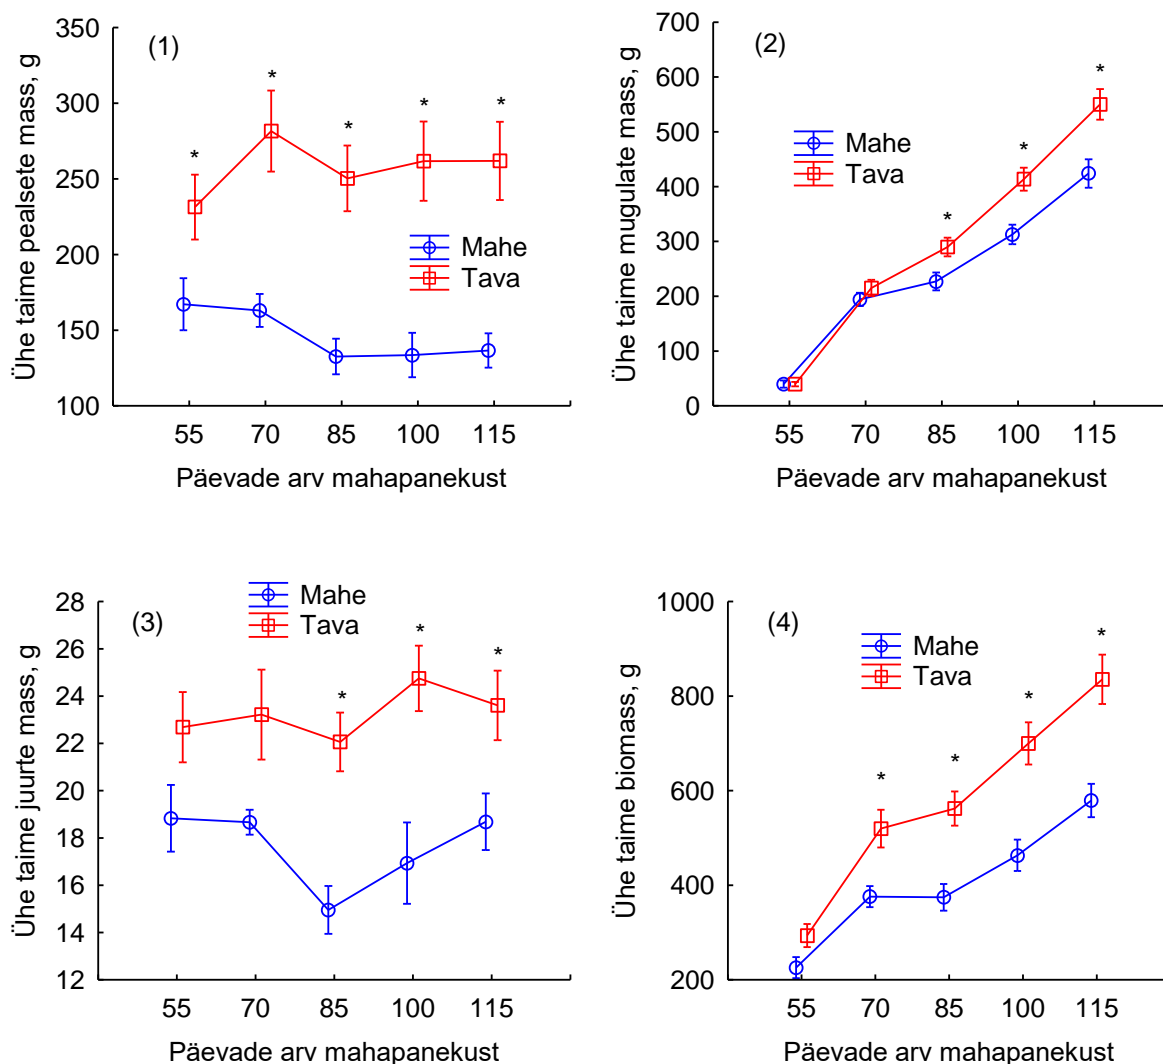 (1)
Ühe taime pealsete mass, g
350
300
250
200
150
100
*
*
*
*
*
Mahe
Tava
55 70 85 100 115
Päevade arv mahapanekust
(2)
Ühe taime mugulate mass, g
700
600
500
400
300
200
100
0
*
*
*
Mahe
Tava
55 70 85 100 115
Päevade arv mahapanekust
(3)
Ühe taime juurte mass, g
28
26
24
22
20
18
16
14
12
Mahe
Tava
*
*
*
55 70 85 100 115
Päevade arv mahapanekust
(4)
Ühe taime biomass, g
1000
800
600
400
200
Mahe
Tava
*
*
*
*
55 70 85 100 115
Päevade arv mahapanekust